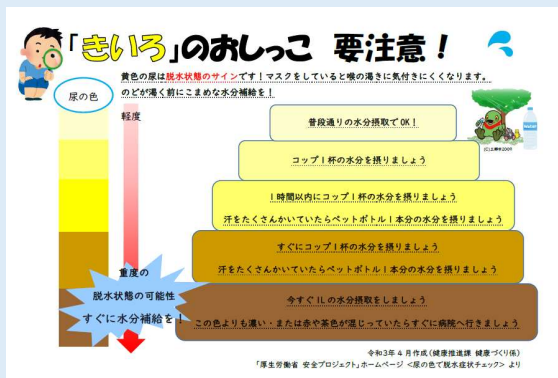 「きいろ」のおしっこ 要注意！
黄色の尿は脱水状態のサインです！マスクをしていると喉の渇きに気付きにくくなります。
のどが渇く前にこまめな水分補給を！
尿の色
軽度
普段通りの水分摂取でOK！
コップ1杯の水分を摂りましょう
1時間以内にコップ1杯の水分を摂りましょう
汗をたくさんかいていたらペットボトル1本分の水分を摂りましょう
すぐにコップ1杯の水分を摂りましょう
汗をたくさんかいていたらペットボトル1本分の水分を摂りましょう
重度の
脱水状態の可能性
すぐに水分補給を！
今すぐ1Lの水分摂取をしましょう
この色よりも濃い・または赤や茶色が混じっていたらすぐに病院へ行きましょう
令和3年4月作成(健康推進課 健康づくり係)
「厚生労働省 安全プロジェクト」ホームページ <尿の色で脱水症状チェック> より